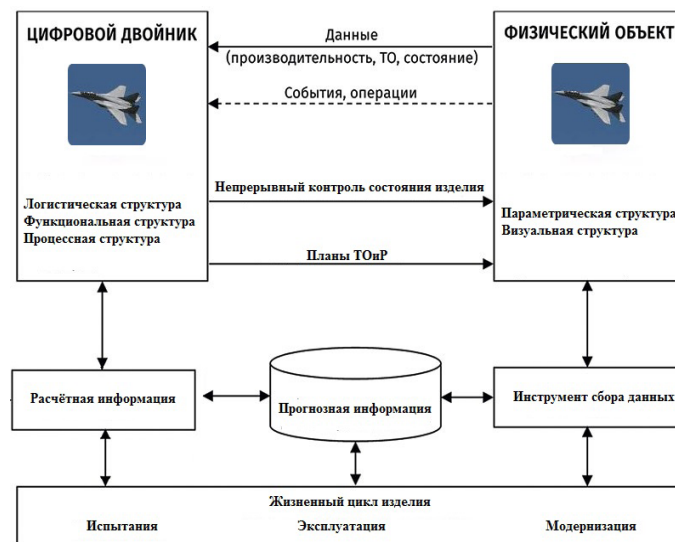 ЦИФРОВОЙ ДВОЙНИК
Данные
(производительность, ТО, состояние)
События, операции
ФИЗИЧЕСКИЙ ОБЪЕКТ
Непрерывный контроль состояния изделия
Логистическая структура
Функциональная структура
Процессная структура
Параметрическая структура
Визуальная структура
Планы ТОиР
Расчётная информация
Прогнозная информация
Инструмент сбора данных
Жизненный цикл изделия
Испытания
Эксплуатация
Модернизация